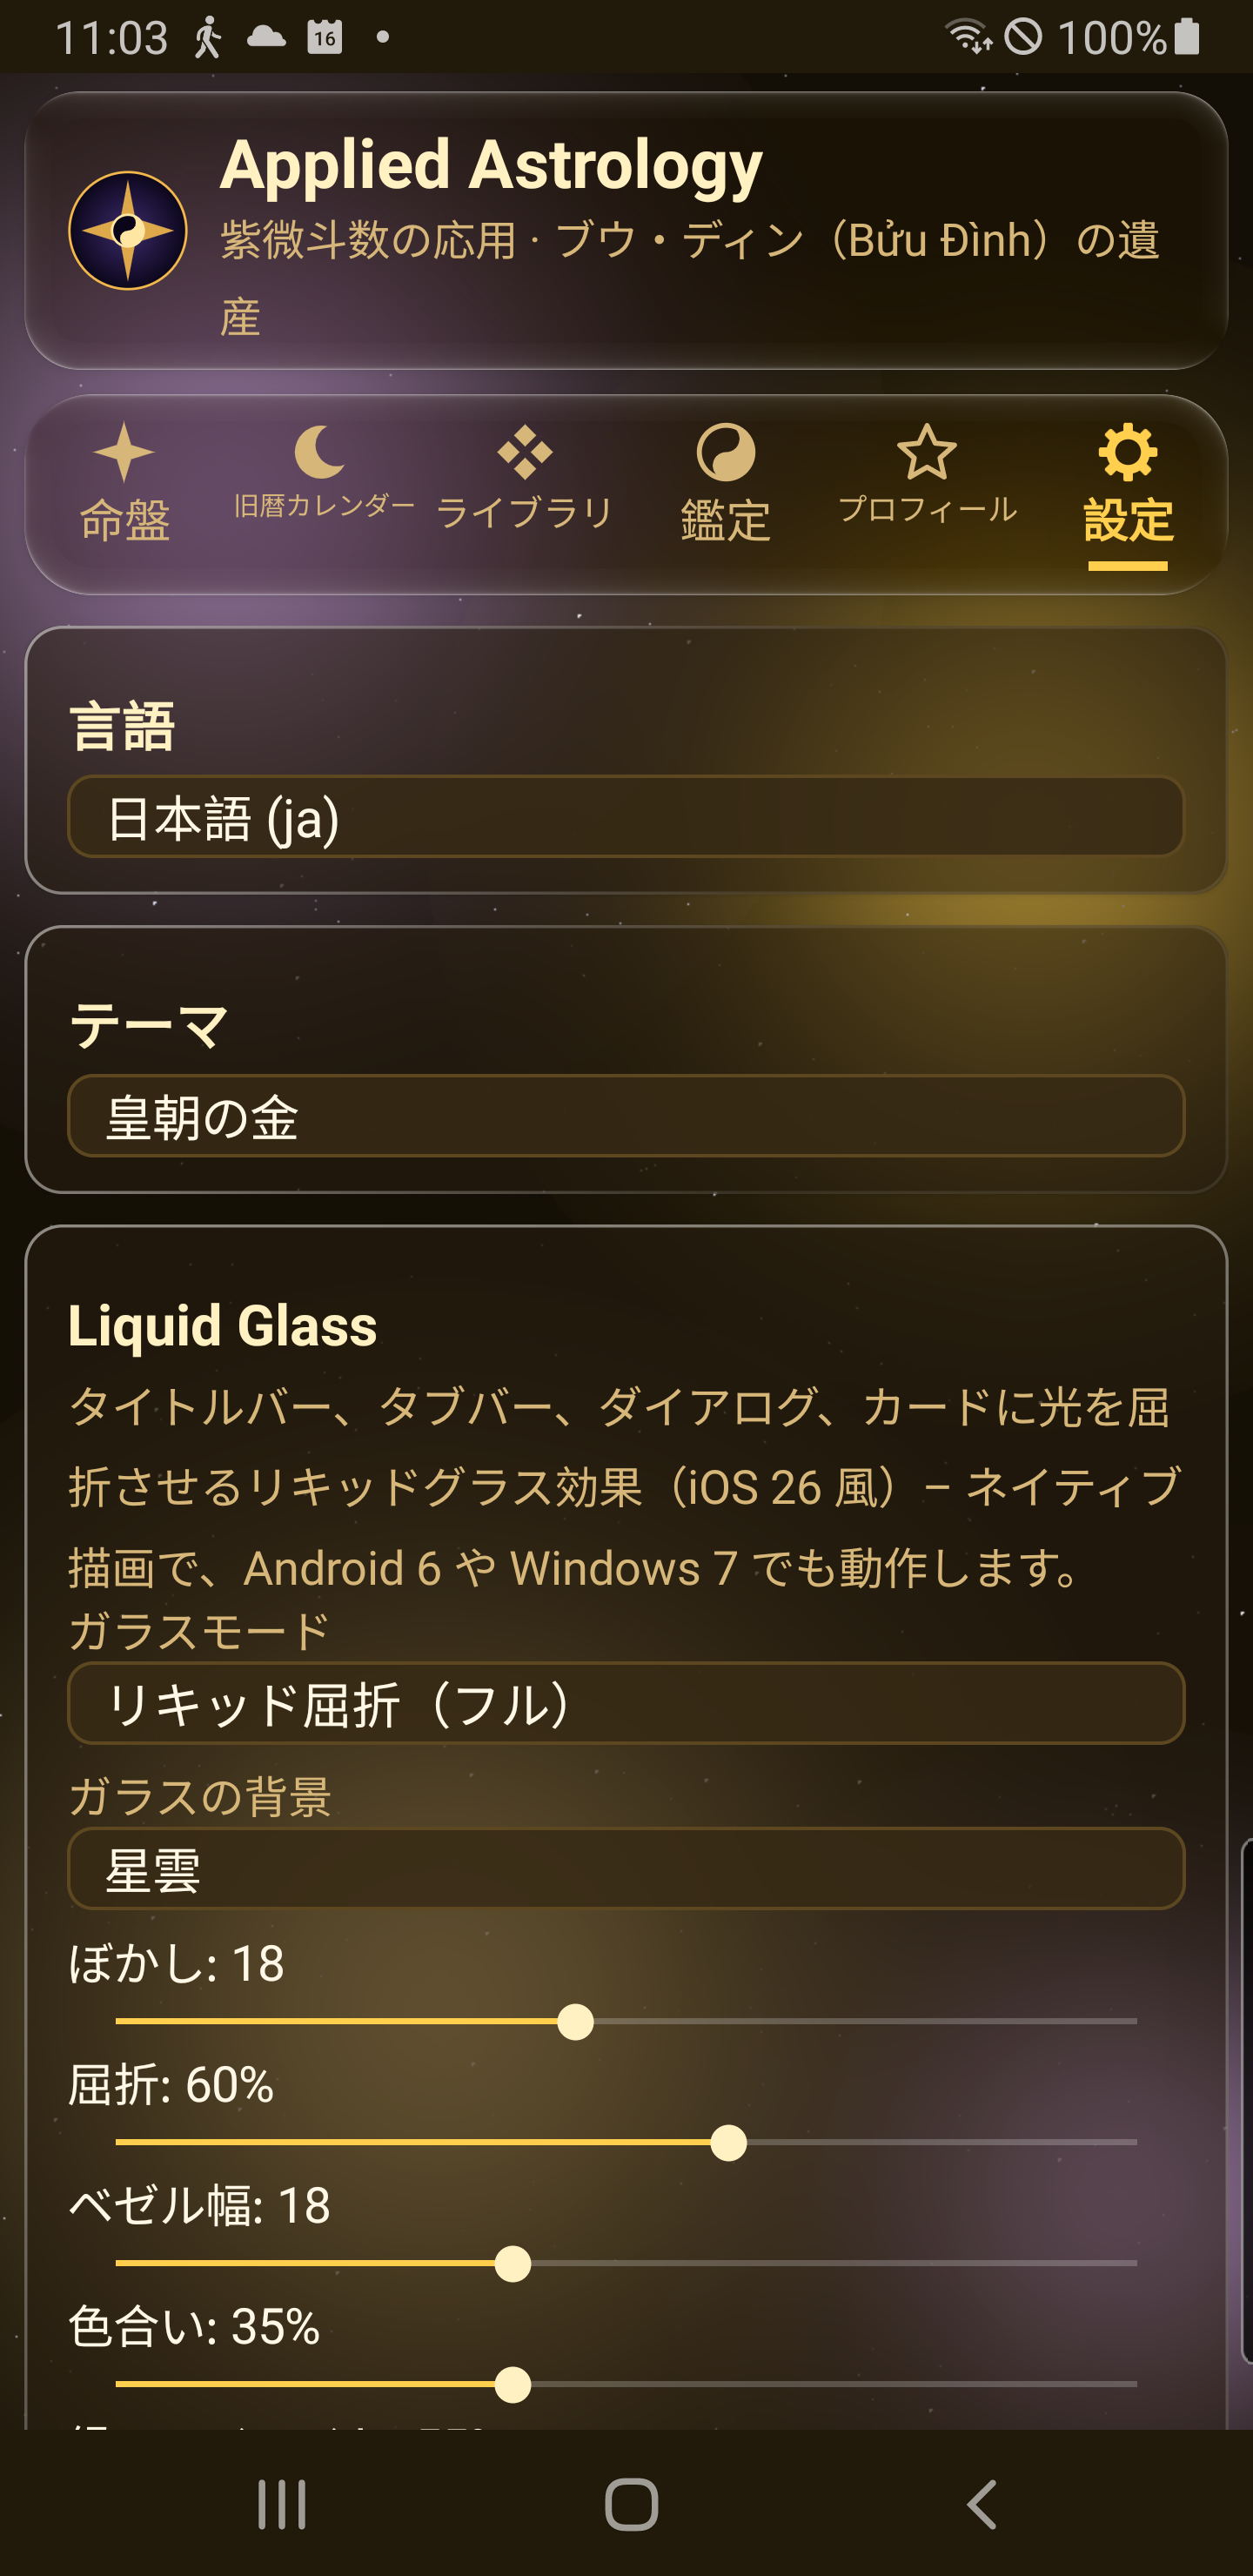 11:03
16
100%
Applied Astrology
紫微斗数の応用 · ブウ・ディン（Bửu Đình）の遺
産
命盤 旧暦カレンダー ライブラリ 鑑定 プロフィール 設定
言語
日本語 (ja)
テーマ
皇朝の金
Liquid Glass
タイトルバー、タブバー、ダイアログ、カードに光を屈
折させるリキッドグラス効果（iOS 26 風）– ネイティブ
描画で、Android 6 や Windows 7 でも動作します。
ガラスモード
リキッド屈折（フル）
ガラスの背景
星雲
ぼかし: 18
屈折: 60%
ベゼル幅: 18
色合い: 35%